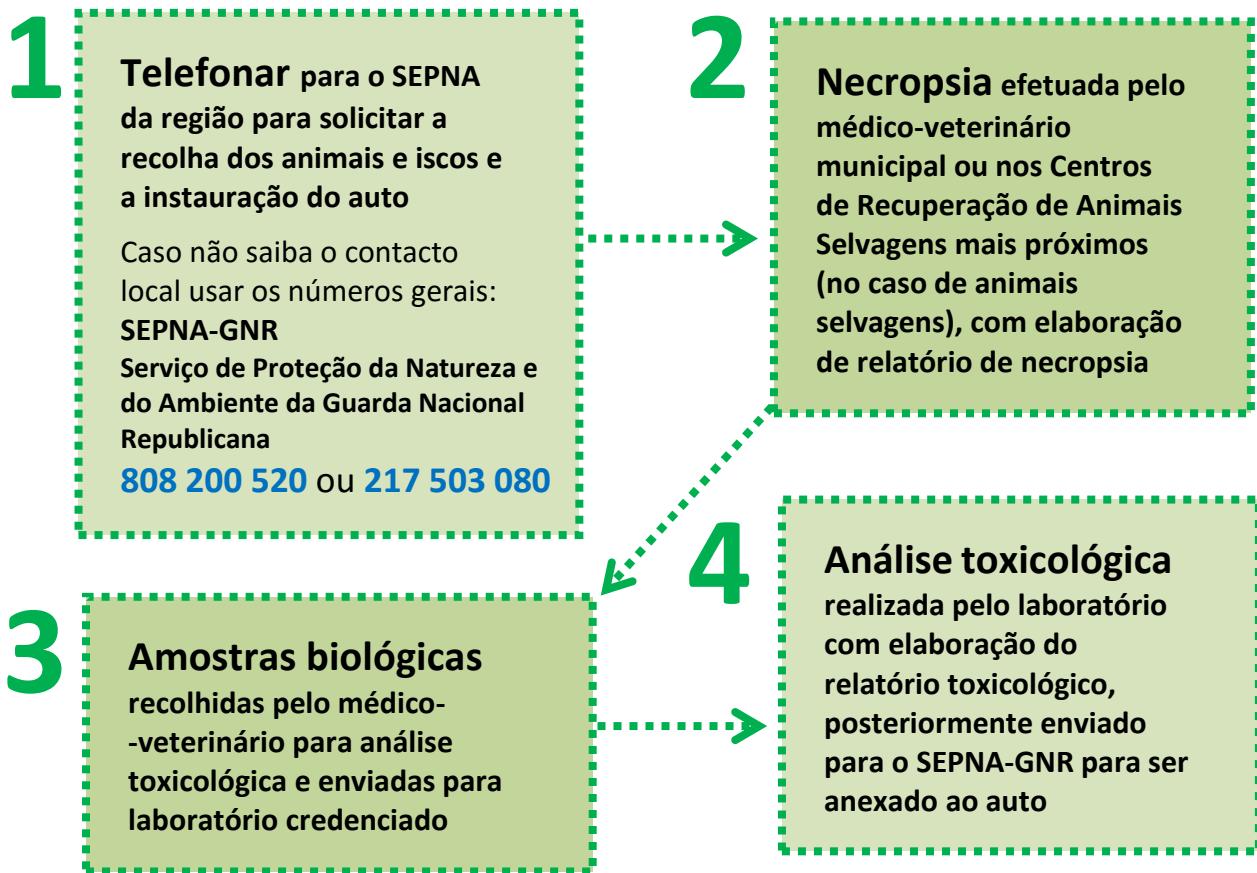 1
Telefonar para o SEPNA
da região para solicitar a
recolha dos animais e iscos e
a instauração do auto
Caso não saiba o contacto
local usar os números gerais:
SEPNA-GNR
Serviço de Proteção da Natureza e
do Ambiente da Guarda Nacional
Republicana
808 200 520 ou 217 503 080
2
Necropsia efetuada pelo
médico-veterinário
municipal ou nos Centros
de Recuperação de Animais
Selvagens mais próximos
(no caso de animais
selvagens), com elaboração
de relatório de necropsia
3
Amostras biológicas
recolhidas pelo médico-
-veterinário para análise
toxicológica e enviadas para
laboratório credenciado
4
Análise toxicológica
realizada pelo laboratório
com elaboração do
relatório toxicológico,
posteriormente enviado
para o SEPNA-GNR para ser
anexado ao auto